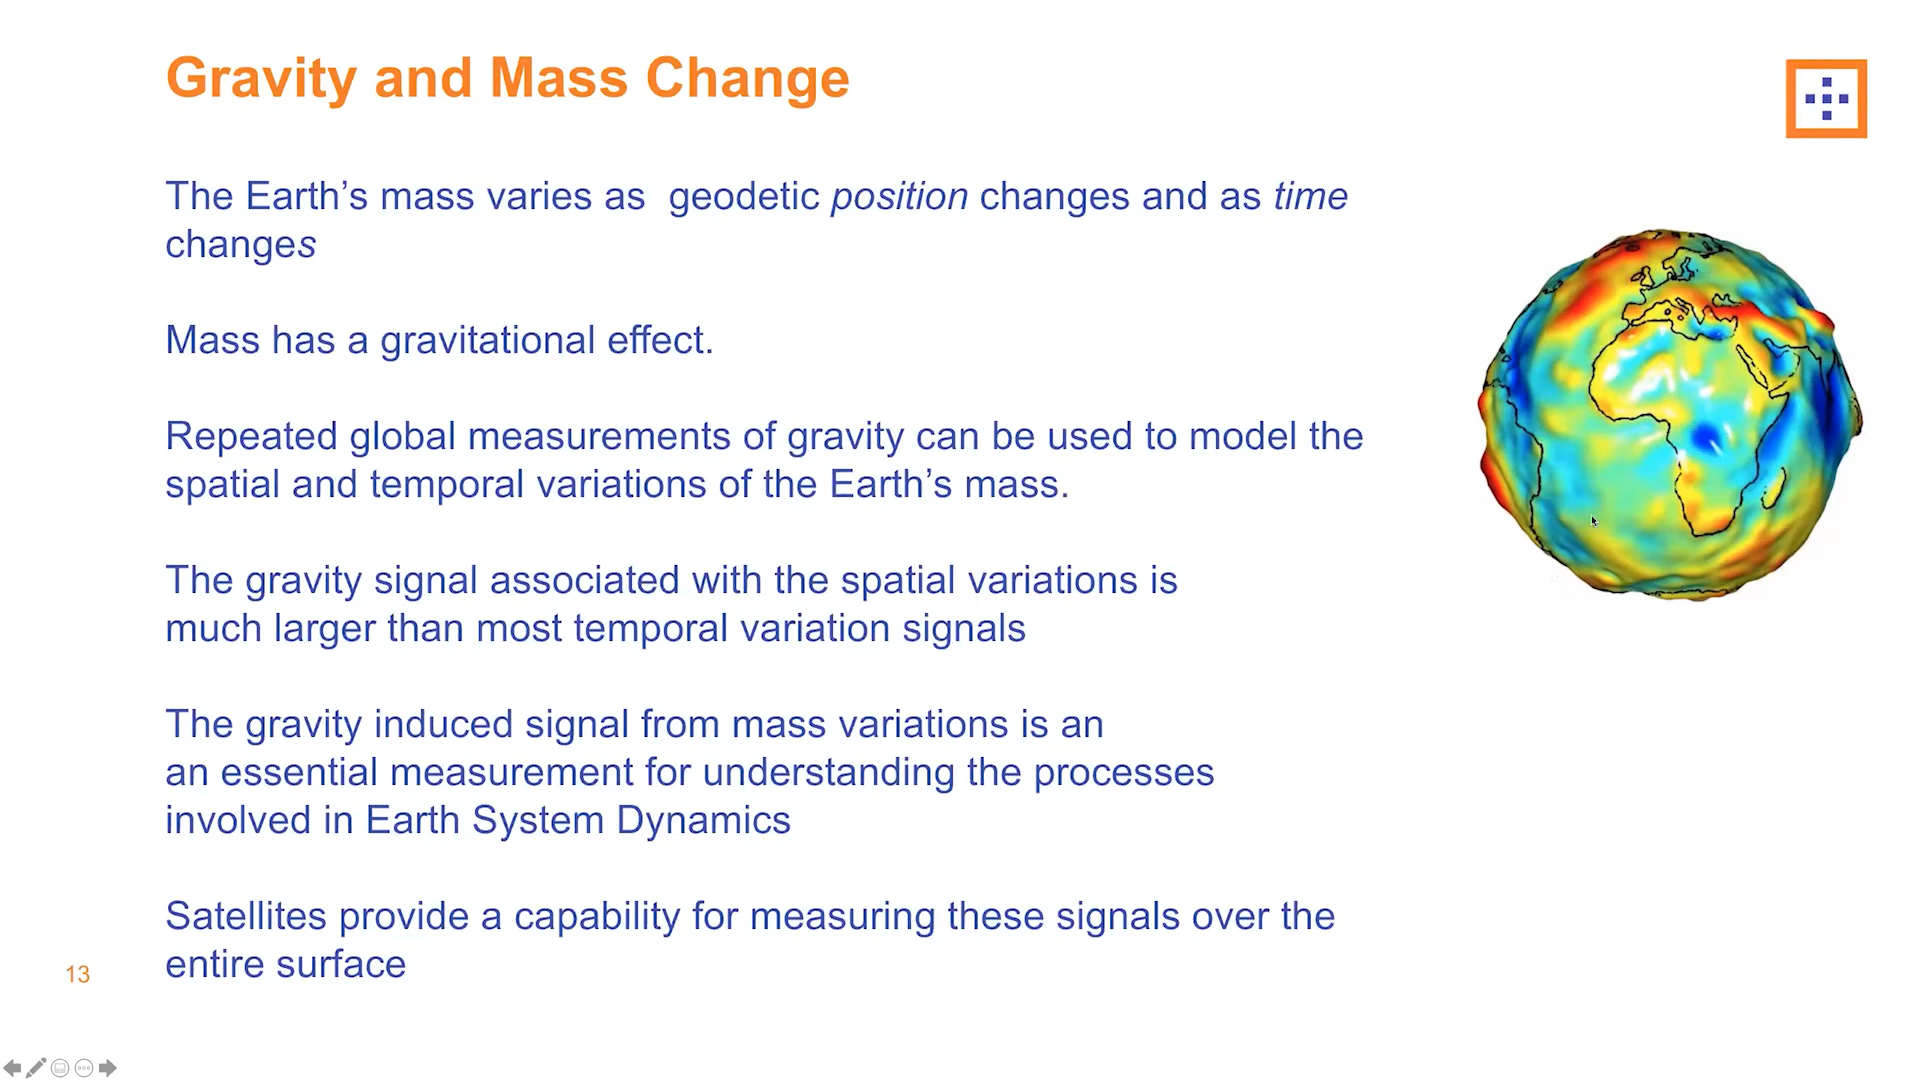 Gravity and Mass Change
The Earth’s mass varies as  geodetic position changes and as time
changes
Mass has a gravitational effect.
Repeated global measurements of gravity can be used to model the
spatial and temporal variations of the Earth’s mass.
The gravity signal associated with the spatial variations is
much larger than most temporal variation signals
The gravity induced signal from mass variations is an
an essential measurement for understanding the processes
involved in Earth System Dynamics
Satellites provide a capability for measuring these signals over the
entire surface
13